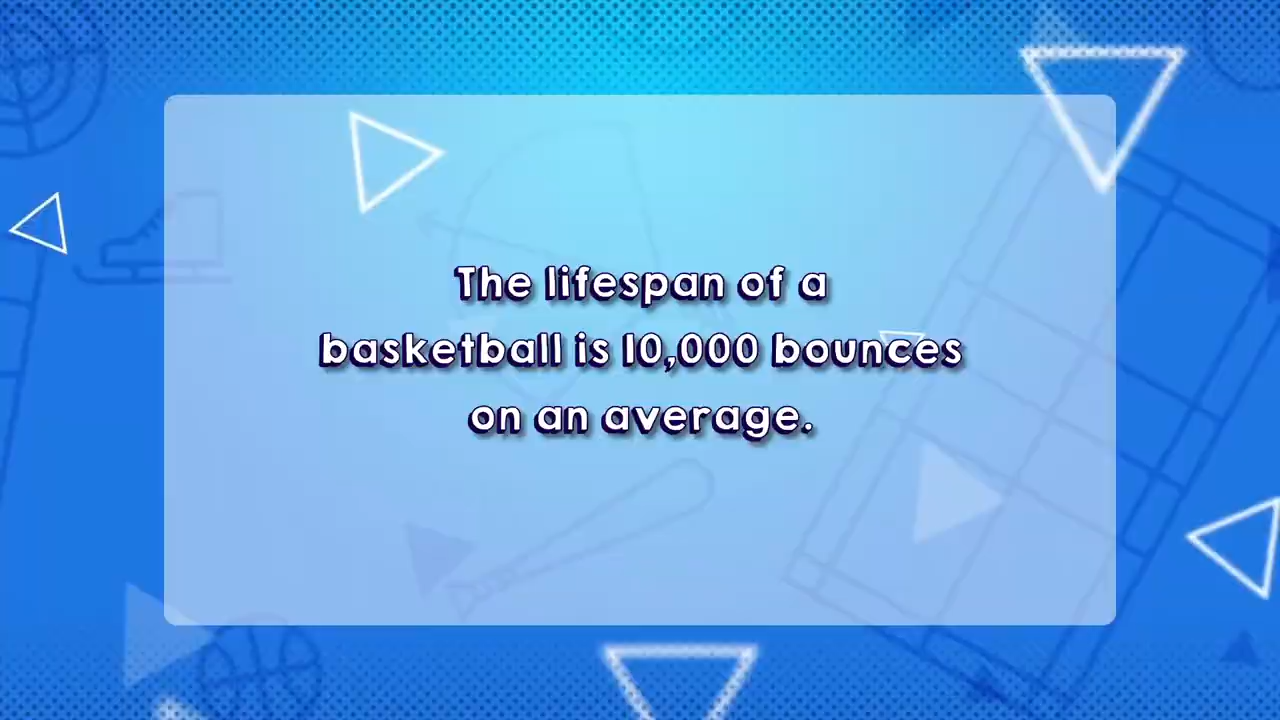 The lifespan of a
basketball is 10,000 bounces
on an average.